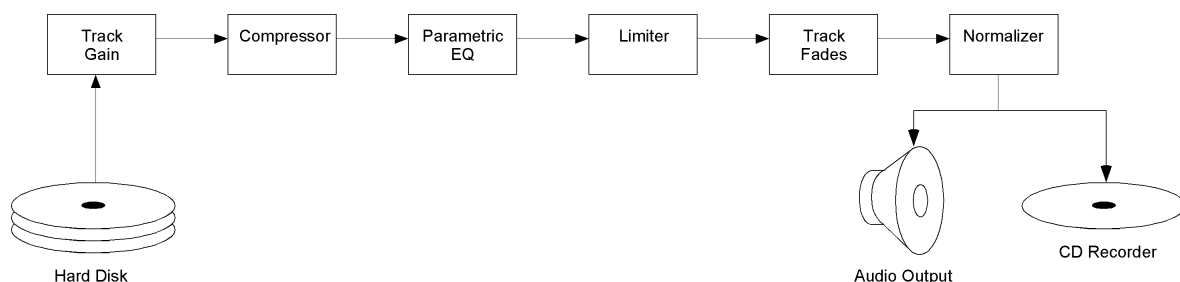 Track
Gain
Compressor
Parametric
EQ
Limiter
Track
Fades
Normalizer
Hard Disk
Audio Output
CD Recorder